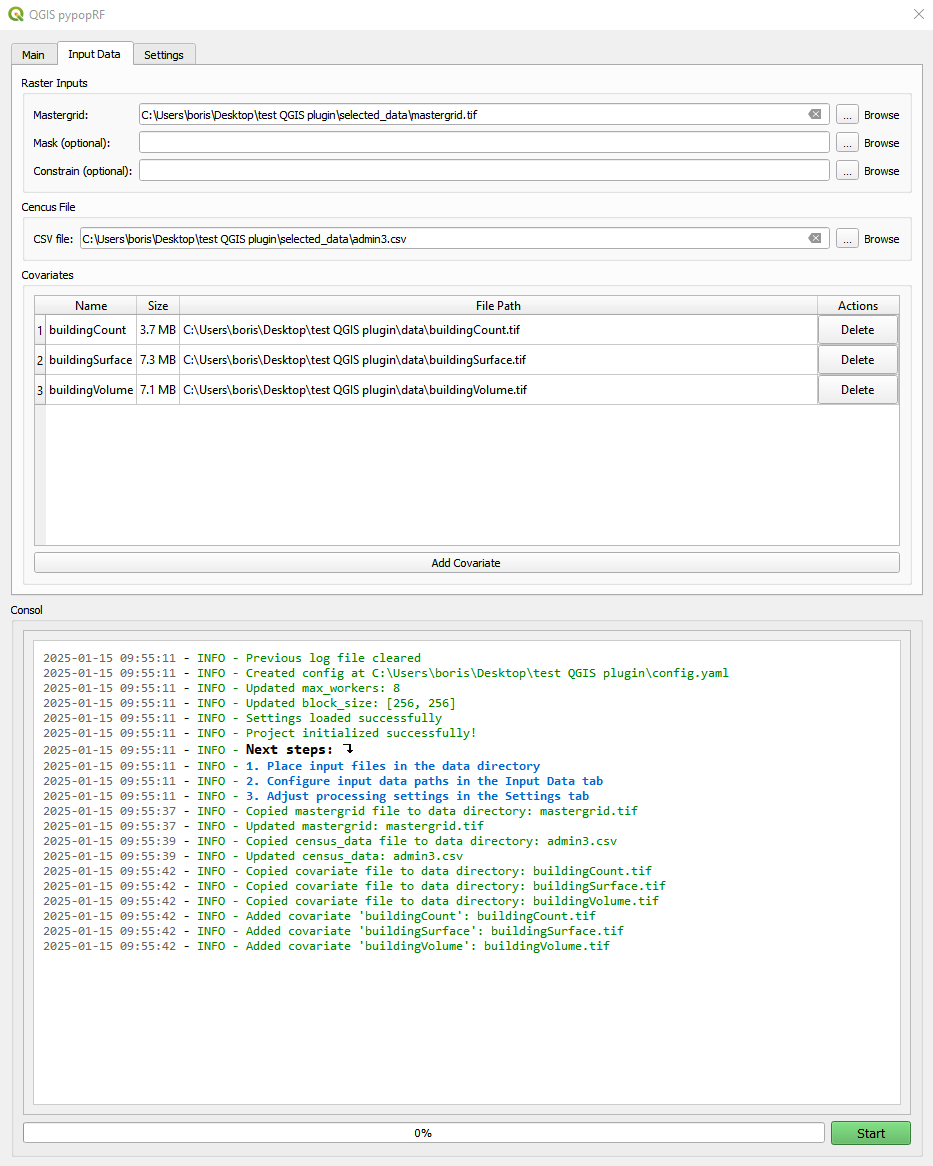 QGIS pypopRF
Main Input Data Settings
Raster Inputs
Mastergrid: C:\Users\boris\Desktop\test QGIS plugin\selected_data\mastergrid.tif ... Browse
Mask (optional): ... Browse
Constrain (optional): ... Browse
Cencus File
CSV file: C:\Users\boris\Desktop\test QGIS plugin\selected_data\admin3.csv ... Browse
Covariates
Name Size File Path Actions
1 buildingCount 3.7 MB C:\Users\boris\Desktop\test QGIS plugin\data\buildingCount.tif Delete
2 buildingSurface 7.3 MB C:\Users\boris\Desktop\test QGIS plugin\data\buildingSurface.tif Delete
3 buildingVolume 7.1 MB C:\Users\boris\Desktop\test QGIS plugin\data\buildingVolume.tif Delete
Add Covariate
Consol
2025-01-15 09:55:11 - INFO - Previous log file cleared
2025-01-15 09:55:11 - INFO - Created config at C:\Users\boris\Desktop\test QGIS plugin\config.yaml
2025-01-15 09:55:11 - INFO - Updated max_workers: 8
2025-01-15 09:55:11 - INFO - Updated block_size: [256, 256]
2025-01-15 09:55:11 - INFO - Settings loaded successfully
2025-01-15 09:55:11 - INFO - Project initialized successfully!
2025-01-15 09:55:11 - INFO - Next steps: ↴
2025-01-15 09:55:11 - INFO - 1. Place input files in the data directory
2025-01-15 09:55:11 - INFO - 2. Configure input data paths in the Input Data tab
2025-01-15 09:55:11 - INFO - 3. Adjust processing settings in the Settings tab
2025-01-15 09:55:37 - INFO - Copied mastergrid file to data directory: mastergrid.tif
2025-01-15 09:55:37 - INFO - Updated mastergrid: mastergrid.tif
2025-01-15 09:55:39 - INFO - Copied census_data file to data directory: admin3.csv
2025-01-15 09:55:39 - INFO - Updated census_data: admin3.csv
2025-01-15 09:55:42 - INFO - Copied covariate file to data directory: buildingCount.tif
2025-01-15 09:55:42 - INFO - Copied covariate file to data directory: buildingSurface.tif
2025-01-15 09:55:42 - INFO - Copied covariate file to data directory: buildingVolume.tif
2025-01-15 09:55:42 - INFO - Added covariate 'buildingCount': buildingCount.tif
2025-01-15 09:55:42 - INFO - Added covariate 'buildingSurface': buildingSurface.tif
2025-01-15 09:55:42 - INFO - Added covariate 'buildingVolume': buildingVolume.tif
0% Start